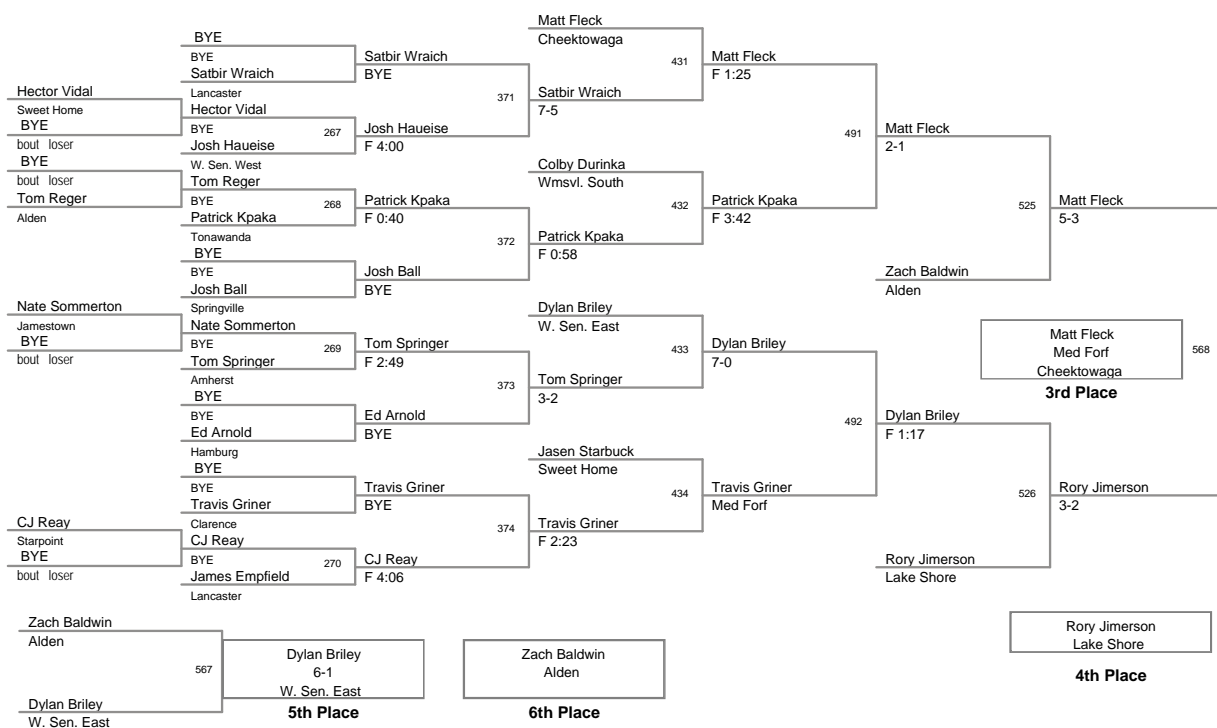 Hector Vidal
Sweet Home
BYE
bout loser
BYE
bout loser
Tom Reger
Alden
Nate Sommerton
Jamestown
BYE
bout loser
CJ Reay
Starpoint
BYE
bout loser
BYE
BYE
Satbir Wraich
Lancaster
Hector Vidal
BYE
267
Josh Haueise
W. Sen. West
Tom Reger
BYE
268
Patrick Kpaka
Tonawanda
BYE
BYE
Josh Ball
Springville
Nate Sommerton
BYE
269
Tom Springer
Amherst
BYE
BYE
Ed Arnold
Hamburg
BYE
BYE
Travis Griner
Clarence
CJ Reay
BYE
270
James Empfield
Lancaster
Satbir Wraich
BYE
371
Josh Haueise
F 4:00
Patrick Kpaka
F 0:40
372
Josh Ball
BYE
Tom Springer
F 2:49
373
Ed Arnold
BYE
Travis Griner
BYE
374
CJ Reay
F 4:06
Matt Fleck
Cheektowaga
431
Satbir Wraich
7-5
Colby Durinka
Wmsvl. South
432
Patrick Kpaka
F 0:58
Dylan Briley
W. Sen. East
433
Tom Springer
3-2
Jasen Starbuck
Sweet Home
434
Travis Griner
F 2:23
Matt Fleck
F 1:25
491
Patrick Kpaka
F 3:42
Dylan Briley
7-0
492
Travis Griner
Med Forf
Matt Fleck
2-1
525
Zach Baldwin
Alden
Dylan Briley
F 1:17
526
Rory Jimerson
Lake Shore
Matt Fleck
5-3
Matt Fleck
Med Forf
Cheektowaga
568
3rd Place
Rory Jimerson
3-2
Rory Jimerson
Lake Shore
4th Place
Zach Baldwin
Alden
567
Dylan Briley
W. Sen. East
Dylan Briley
6-1
W. Sen. East
5th Place
Zach Baldwin
Alden
6th Place